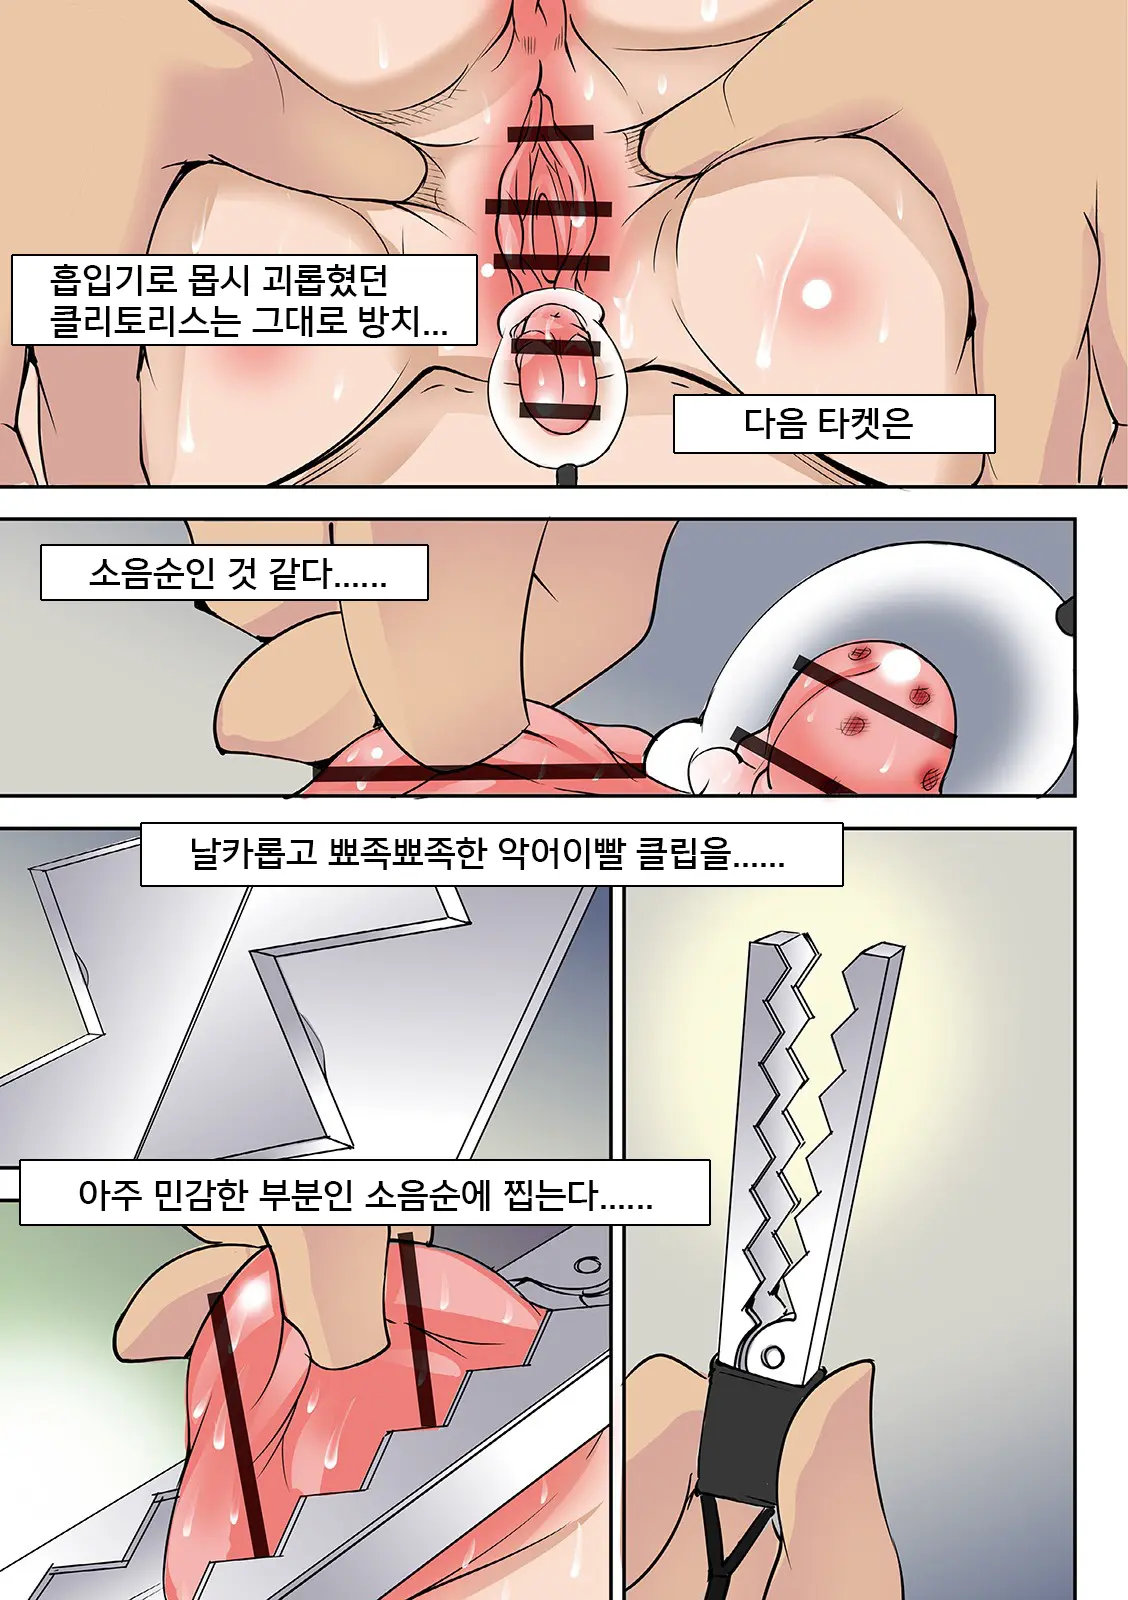 흡입기로 몹시 괴롭혔던
클리토리스는 그대로 방치...
다음 타켓은
소음순인 것 같다......
날카롭고 뾰족뾰족한 악어이빨 클립을......
아주 민감한 부분인 소음순에 찝는다......